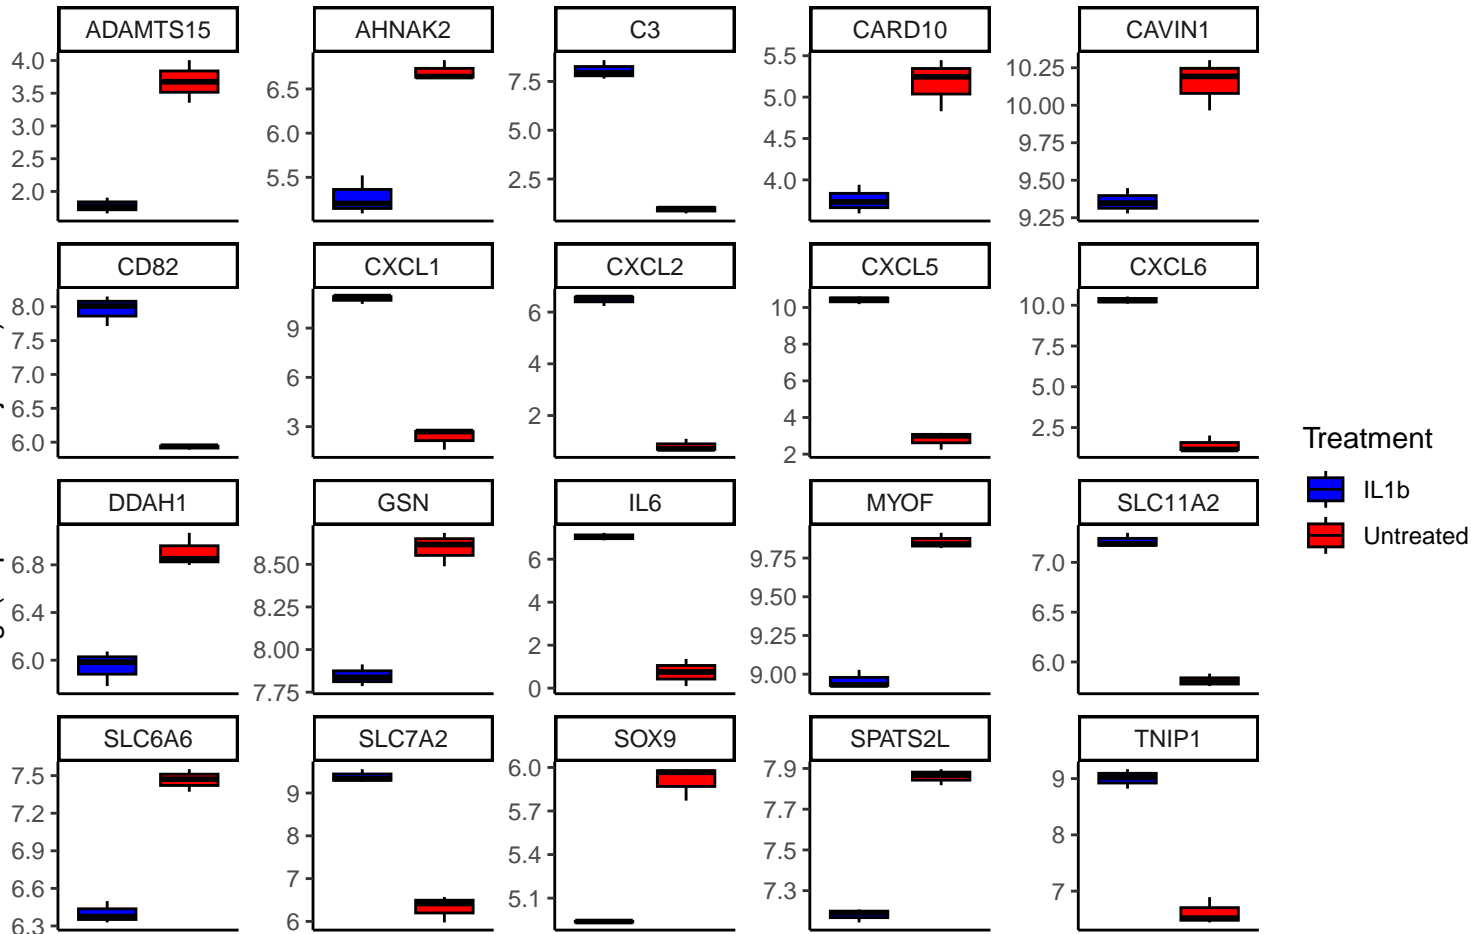 ADAMTS15 AHNAK2 C3 CARD10 CAVIN1
4.0 3.5 3.0 2.5 2.0
6.5 6.0 5.5
7.5 5.0 2.5
5.5 5.0 4.5 4.0
10.25 10.00 9.75 9.50 9.25
CD82 CXCL1 CXCL2 CXCL5 CXCL6
8.0 7.5 7.0 6.5 6.0
9 6 3
6 4 2
10 8 6 4 2
10.0 7.5 5.0 2.5
Treatment
IL1b
Untreated
DDAH1 GSN IL6 MYOF SLC11A2
6.8 6.4 6.0
8.50 8.25 8.00 7.75
6 4 2 0
9.75 9.50 9.25 9.00
7.0 6.5 6.0
SLC6A6 SLC7A2 SOX9 SPATS2L TNIP1
7.5 7.2 6.9 6.6 6.3
9 8 7 6
6.0 5.7 5.4 5.1
7.9 7.7 7.5 7.3
9 8 7